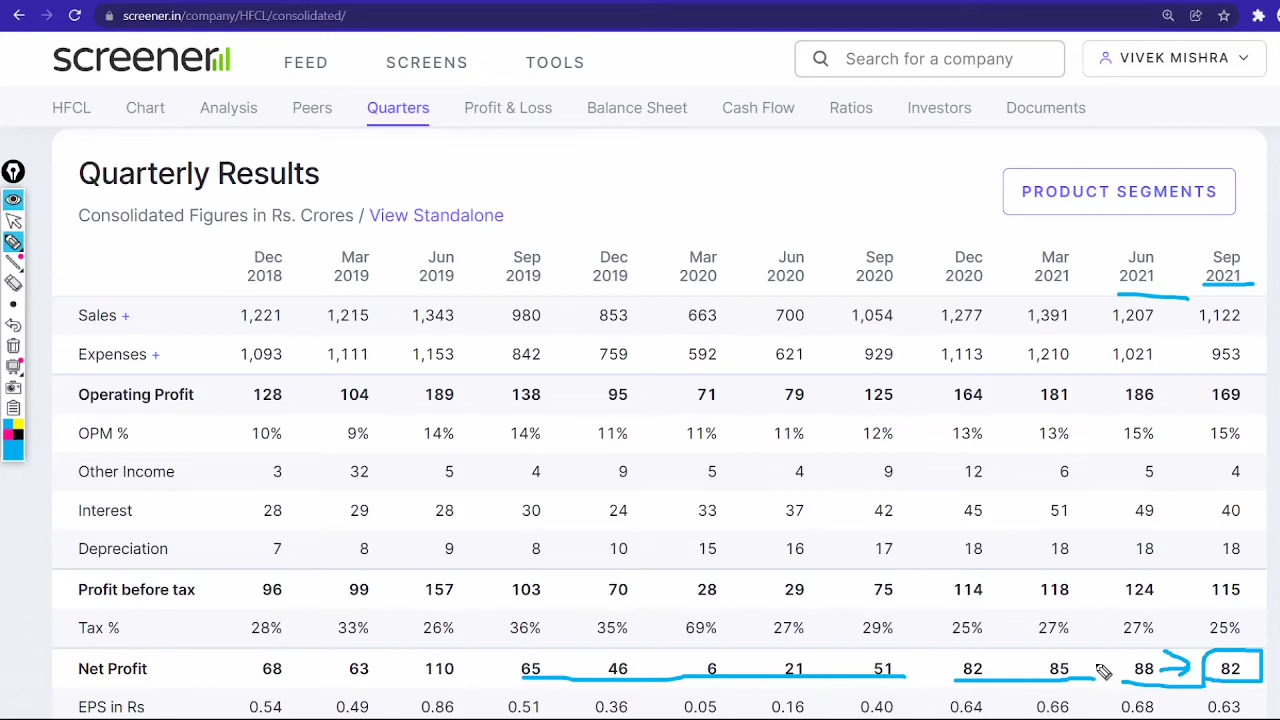 screener.in/company/HFCL/consolidated/
screener FEED SCREENS TOOLS Search for a company VIVEK MISHRA
HFCL Chart Analysis Peers Quarters Profit & Loss Balance Sheet Cash Flow Ratios Investors Documents
Quarterly Results
PRODUCT SEGMENTS
Consolidated Figures in Rs. Crores / View Standalone
Dec Mar Jun Sep Dec Mar Jun Sep Dec Mar Jun Sep
2018 2019 2019 2019 2019 2020 2020 2020 2020 2021 2021 2021
Sales + 1,221 1,215 1,343 980 853 663 700 1,054 1,277 1,391 1,207 1,122
Expenses + 1,093 1,111 1,153 842 759 592 621 929 1,113 1,210 1,021 953
Operating Profit 128 104 189 138 95 71 79 125 164 181 186 169
OPM % 10% 9% 14% 14% 11% 11% 11% 12% 13% 13% 15% 15%
Other Income 3 32 5 4 9 5 4 9 12 6 5 4
Interest 28 29 28 30 24 33 37 42 45 51 49 40
Depreciation 7 8 9 8 10 15 16 17 18 18 18 18
Profit before tax 96 99 157 103 70 28 29 75 114 118 124 115
Tax % 28% 33% 26% 36% 35% 69% 27% 29% 25% 27% 27% 25%
Net Profit 68 63 110 65 46 6 21 51 82 85 88 82
EPS in Rs 0.54 0.49 0.86 0.51 0.36 0.05 0.16 0.40 0.64 0.66 0.68 0.63